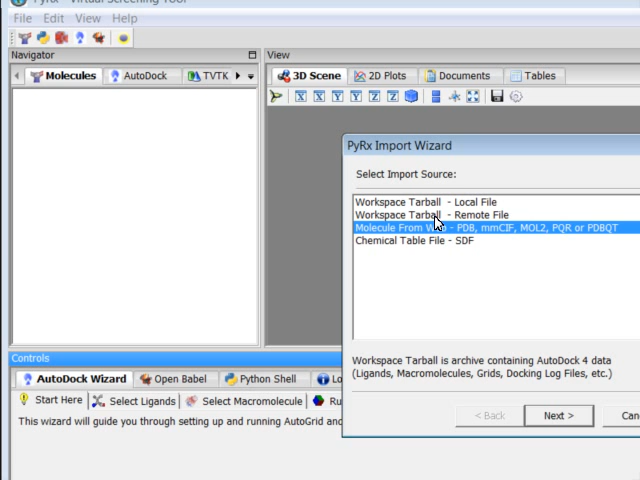 PyRx - Virtual Screening Tool
File Edit View Help
Navigator
View
Molecules AutoDock TVTK
3D Scene 2D Plots Documents Tables
X X Y Y Z Z
PyRx Import Wizard
Select Import Source:
Workspace Tarball - Local File
Workspace Tarball - Remote File
Molecule From - PDB, mmCIF, MOL2, PQR or PDBQT
Chemical Table File - SDF
Workspace Tarball is archive containing AutoDock 4 data
(Ligands, Macromolecules, Grids, Docking Log Files, etc.)
< Back Next > Can
Controls
AutoDock Wizard Open Babel Python Shell Lo
Start Here Select Ligands Select Macromolecule Ru
This wizard will guide you through setting up and running AutoGrid and